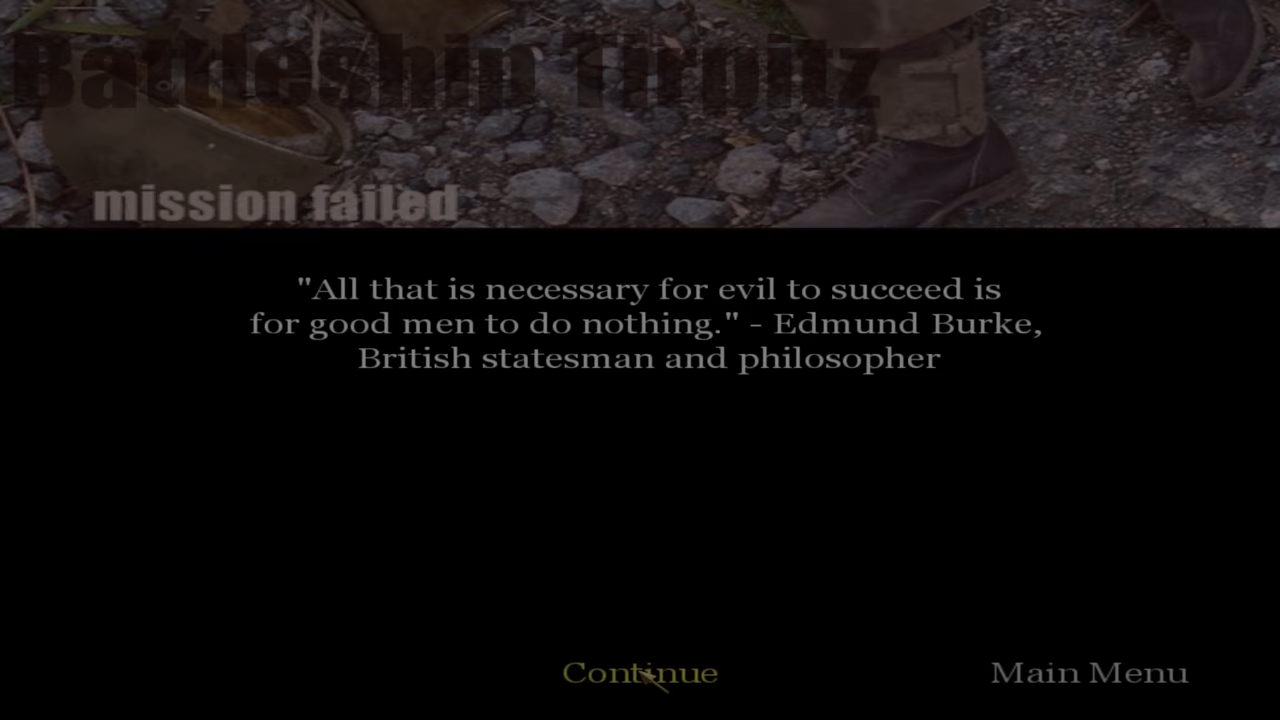 Battleship Tirpitz
mission failed
"All that is necessary for evil to succeed is
for good men to do nothing." - Edmund Burke,
British statesman and philosopher
Continue
Main Menu